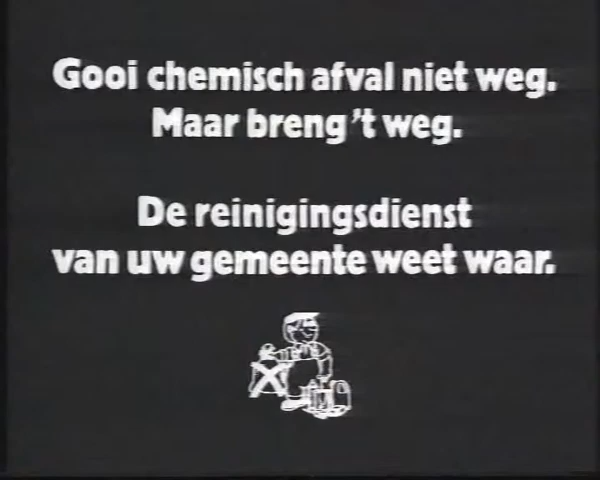 Gooi chemisch afval niet weg.
Maar breng 't weg.
De reinigingsdienst
van uw gemeente weet waar.